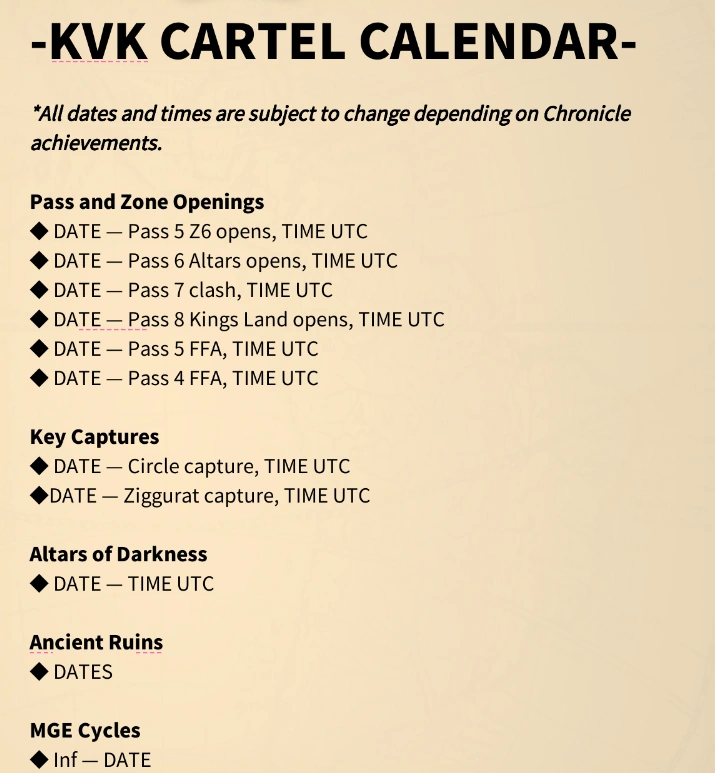 -KVK CARTEL CALENDAR-
*All dates and times are subject to change depending on Chronicle
achievements.
Pass and Zone Openings
◆ DATE — Pass 5 Z6 opens, TIME UTC
◆ DATE — Pass 6 Altars opens, TIME UTC
◆ DATE — Pass 7 clash, TIME UTC
◆ DATE — Pass 8 Kings Land opens, TIME UTC
◆ DATE — Pass 5 FFA, TIME UTC
◆ DATE — Pass 4 FFA, TIME UTC
Key Captures
◆ DATE — Circle capture, TIME UTC
◆DATE — Ziggurat capture, TIME UTC
Altars of Darkness
◆ DATE — TIME UTC
Ancient Ruins
◆ DATES
MGE Cycles
◆ Inf — DATE